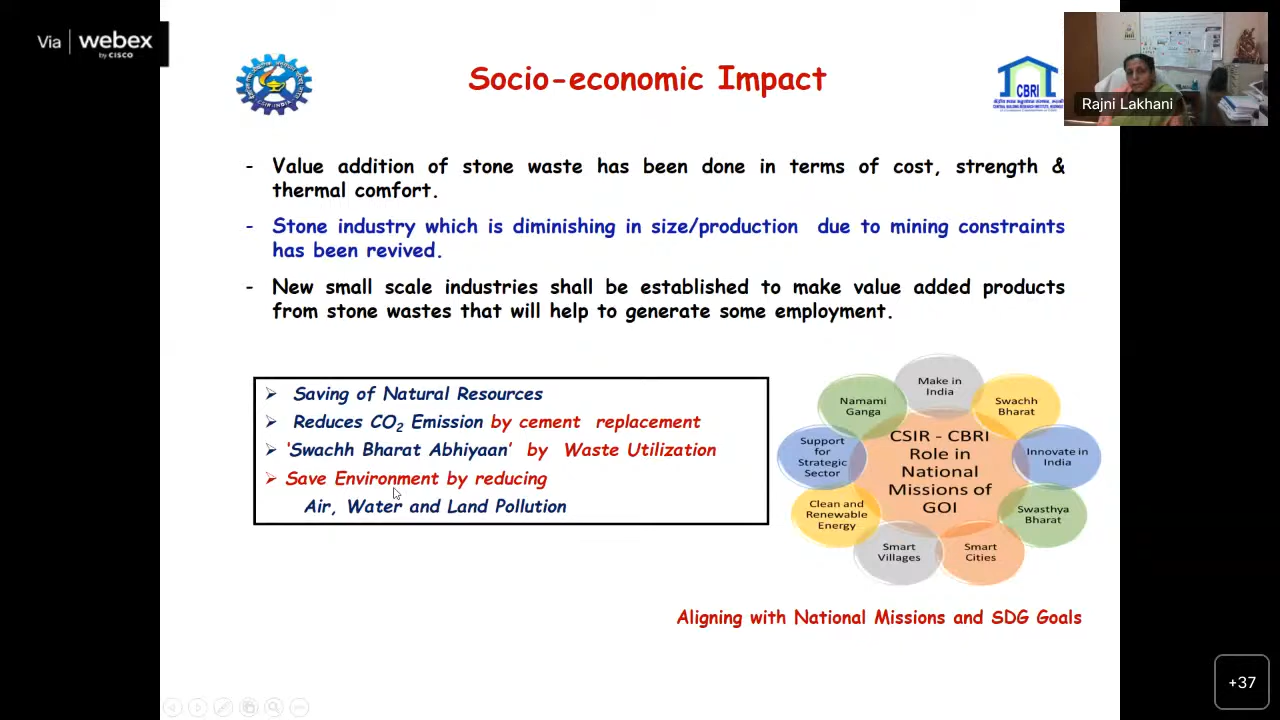 Via webex
by CISCO
Socio-economic Impact
CSIR-INDIA
CBRI
Rajni Lakhani
- Value addition of stone waste has been done in terms of cost, strength &
thermal comfort.
- Stone industry which is diminishing in size/production due to mining constraints
has been revived.
- New small scale industries shall be established to make value added products
from stone wastes that will help to generate some employment.
➢ Saving of Natural Resources
➢ Reduces CO₂ Emission by cement replacement
➢ 'Swachh Bharat Abhiyaan' by Waste Utilization
➢ Save Environment by reducing
Air, Water and Land Pollution
CSIR - CBRI
Role in
National
Missions of
GOI
Make in
India
Swachh
Bharat
Innovate in
India
Swasthya
Bharat
Smart
Cities
Smart
Villages
Clean and
Renewable
Energy
Support
for
Strategic
Sector
Namami
Ganga
Aligning with National Missions and SDG Goals
+37